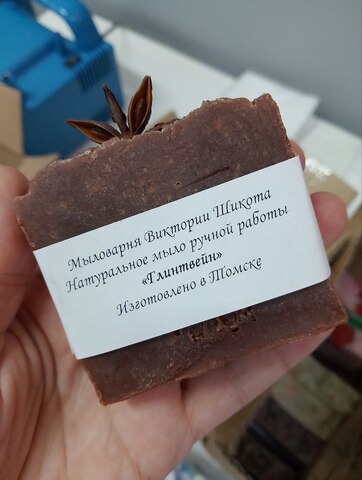 Мыловарня Виктории Шикота
Натуральное мыло ручной работы
«Глинтвейн»
Изготовлено в Томске